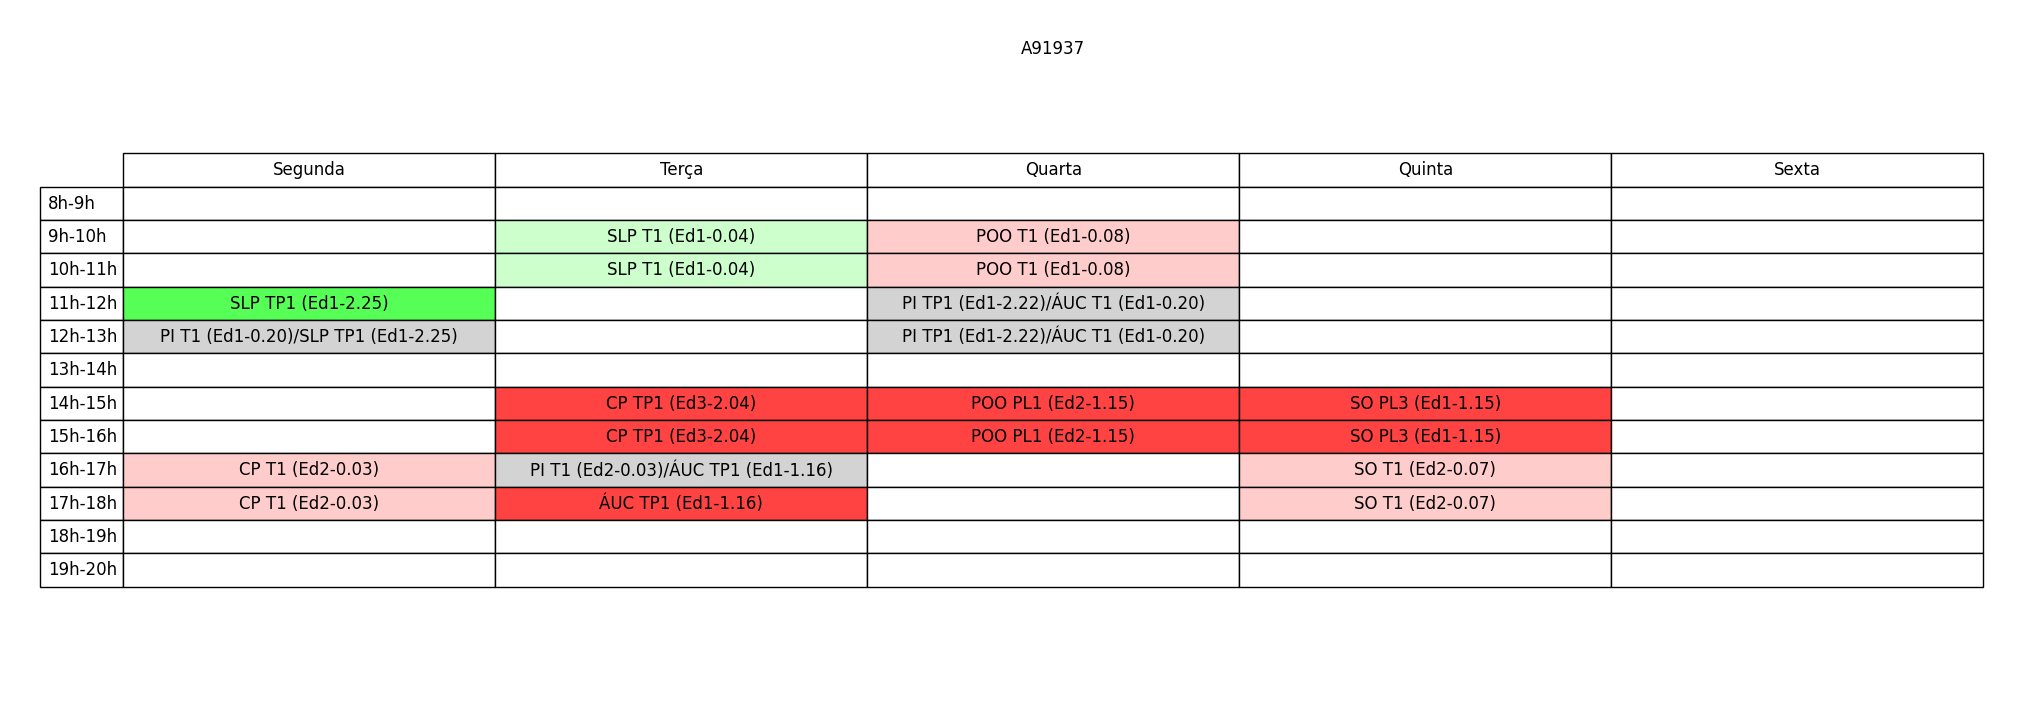 A91937
Segunda Terça Quarta Quinta Sexta
8h-9h
9h-10h SLP T1 (Ed1-0.04) POO T1 (Ed1-0.08)
10h-11h SLP T1 (Ed1-0.04) POO T1 (Ed1-0.08)
11h-12h SLP TP1 (Ed1-2.25) PI TP1 (Ed1-2.22)/ÁUC T1 (Ed1-0.20)
12h-13h PI T1 (Ed1-0.20)/SLP TP1 (Ed1-2.25) PI TP1 (Ed1-2.22)/ÁUC T1 (Ed1-0.20)
13h-14h
14h-15h CP TP1 (Ed3-2.04) POO PL1 (Ed2-1.15) SO PL3 (Ed1-1.15)
15h-16h CP TP1 (Ed3-2.04) POO PL1 (Ed2-1.15) SO PL3 (Ed1-1.15)
16h-17h CP T1 (Ed2-0.03) PI T1 (Ed2-0.03)/ÁUC TP1 (Ed1-1.16) SO T1 (Ed2-0.07)
17h-18h CP T1 (Ed2-0.03) ÁUC TP1 (Ed1-1.16) SO T1 (Ed2-0.07)
18h-19h
19h-20h